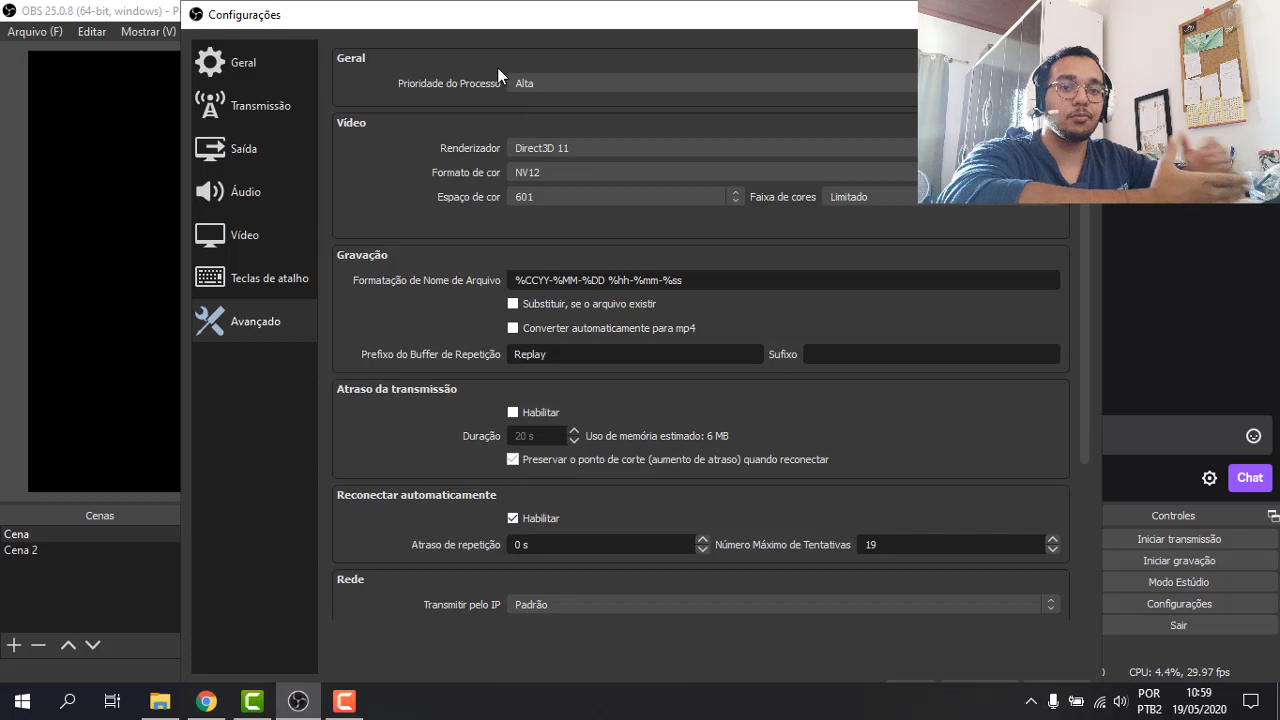 OBS 25.0.8 (64-bit, windows) - P
Configurações
Arquivo (F)
Editar
Mostrar (V)
Geral
Transmissão
Saída
Áudio
Vídeo
Teclas de atalho
Avançado
Geral
Prioridade do Processo
Alta
Vídeo
Renderizador
Direct3D 11
Formato de cor
NV12
Espaço de cor
601
Faixa de cores
Limitado
Gravação
Formatação de Nome de Arquivo
%CCYY-%MM-%DD %hh-%mm-%ss
Substituir, se o arquivo existir
Converter automaticamente para mp4
Prefixo do Buffer de Repetição
Replay
Sufixo
Atraso da transmissão
Habilitar
Duração
20 s
Uso de memória estimado: 6 MB
Preservar o ponto de corte (aumento de atraso) quando reconectar
Reconectar automaticamente
Habilitar
Atraso de repetição
0 s
Número Máximo de Tentativas
19
Rede
Transmitir pelo IP
Padrão
Chat
Cenas
Cena
Cena 2
Controles
Iniciar transmissão
Iniciar gravação
Modo Estúdio
Configurações
Sair
0
CPU: 4.4%, 29.97 fps
POR
PTB2
10:59
19/05/2020